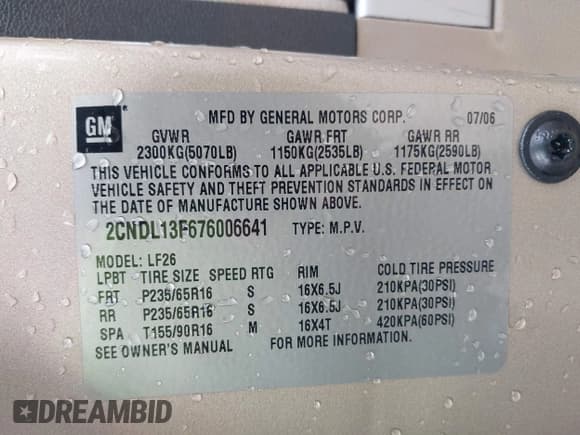 GM
MFD BY GENERAL MOTORS CORP. 07/06
GVWR GAWR FRT GAWR RR
2300KG(5070LB) 1150KG(2535LB) 1175KG(2590LB)
THIS VEHICLE CONFORMS TO ALL APPLICABLE U.S. FEDERAL MOTOR
VEHICLE SAFETY AND THEFT PREVENTION STANDARDS IN EFFECT ON
THE DATE OF MANUFACTURE SHOWN ABOVE.
2CNDL13F676006641 TYPE: M.P.V.
MODEL: LF26
LPBT TIRE SIZE SPEED RTG RIM COLD TIRE PRESSURE
FRT P235/65R16 S 16X6.5J 210KPA(30PSI)
RR P235/65R16 S 16X6.5J 210KPA(30PSI)
SPA T155/90R16 M 16X4T 420KPA(60PSI)
SEE OWNER'S MANUAL FOR MORE INFORMATION.
DREAMBID